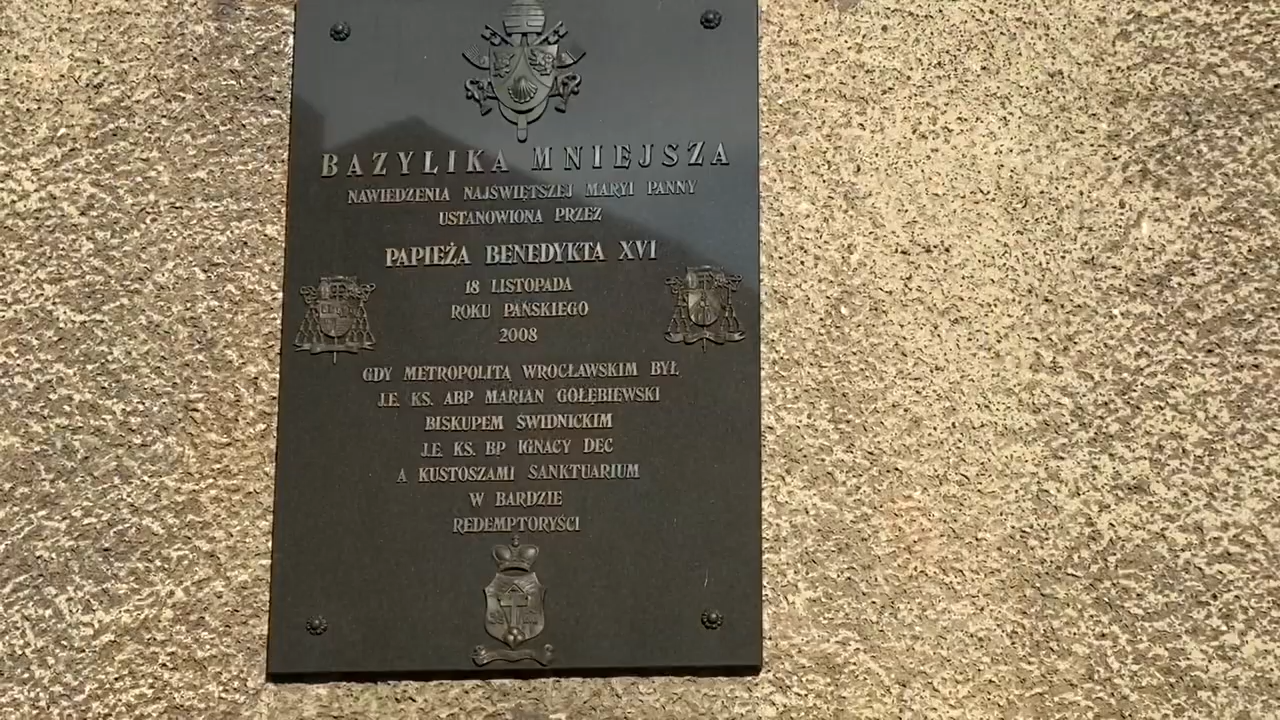 BAZYLIKA MNIEJSZA
NAWIEDZENIA NAJŚWIĘTSZEJ MARYI PANNY
USTANOWIONA PRZEZ
PAPIEŻA BENEDYKTA XVI
18 LISTOPADA
ROKU PAŃSKIEGO
2008
GDY METROPOLITĄ WROCŁAWSKIM BYŁ
J.E. KS. ABP MARIAN GOŁĘBIEWSKI
BISKUPEM ŚWIDNICKIM
J.E. KS. BP IGNACY DEC
A KUSTOSZAMI SANKTUARIUM
W BARDZIE
REDEMPTORYŚCI